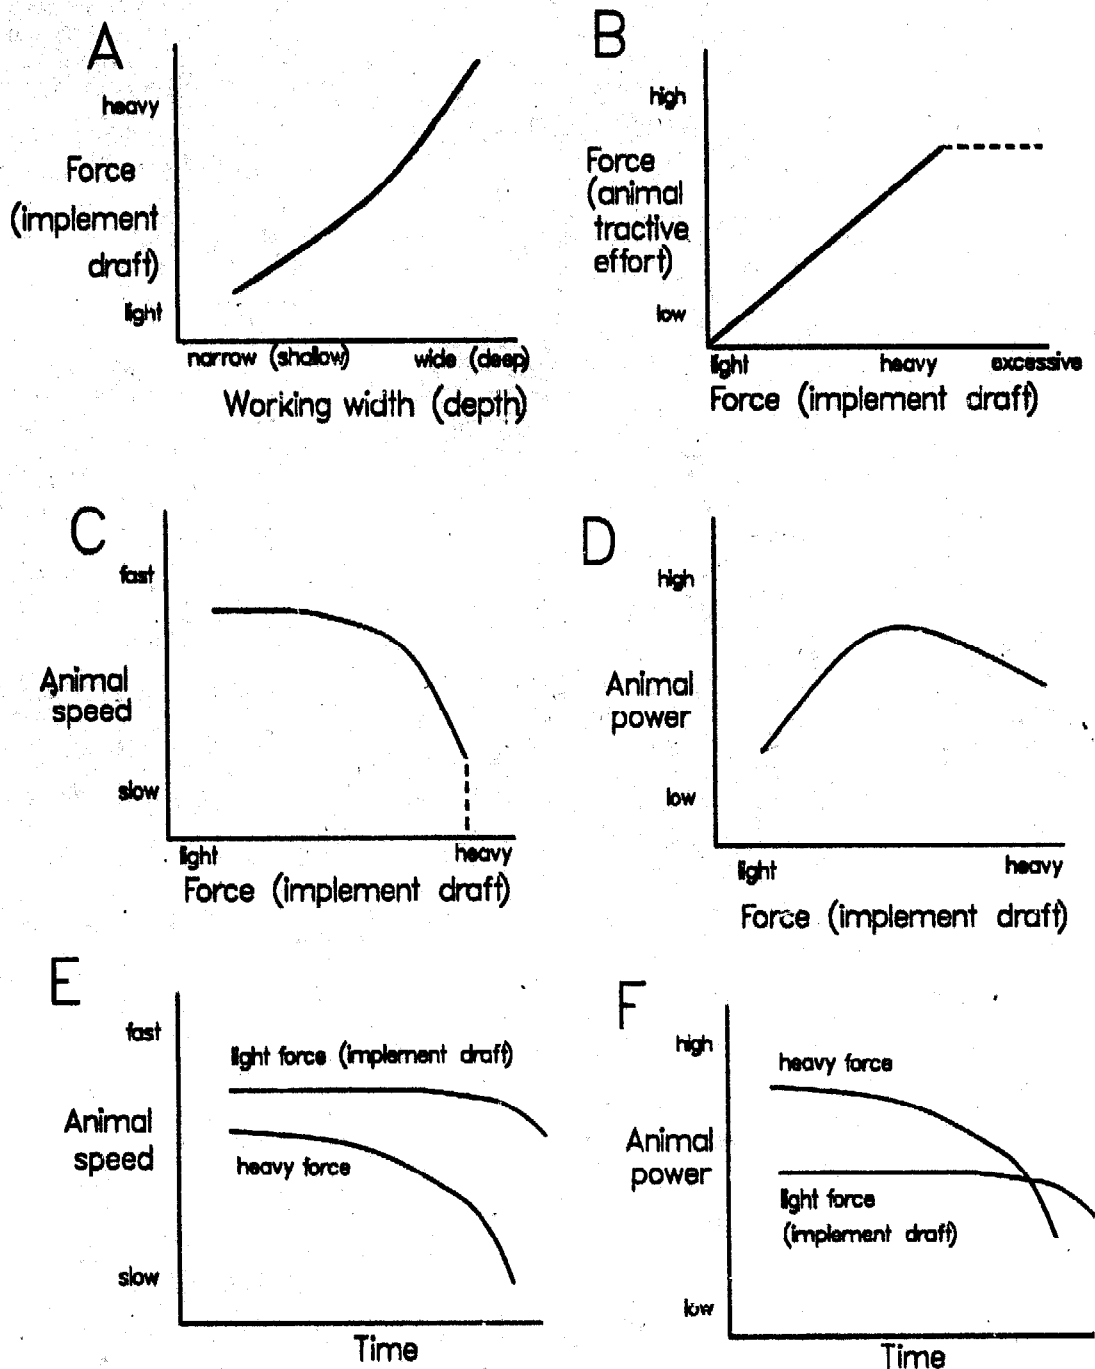 A
heavy
Force
(implement
draft)
light
narrow (shallow)
wide (deep)
Working width (depth)
B
high
Force
(animal
tractive
effort)
low
light
heavy
excessive
Force (implement draft)
C
fast
Animal
speed
slow
light
heavy
Force (implement draft)
D
high
Animal
power
low
light
heavy
Force (implement draft)
E
fast
light force (implement draft)
Animal
speed
heavy force
slow
Time
F
high
heavy force
Animal
power
light force
(implement draft)
low
Time